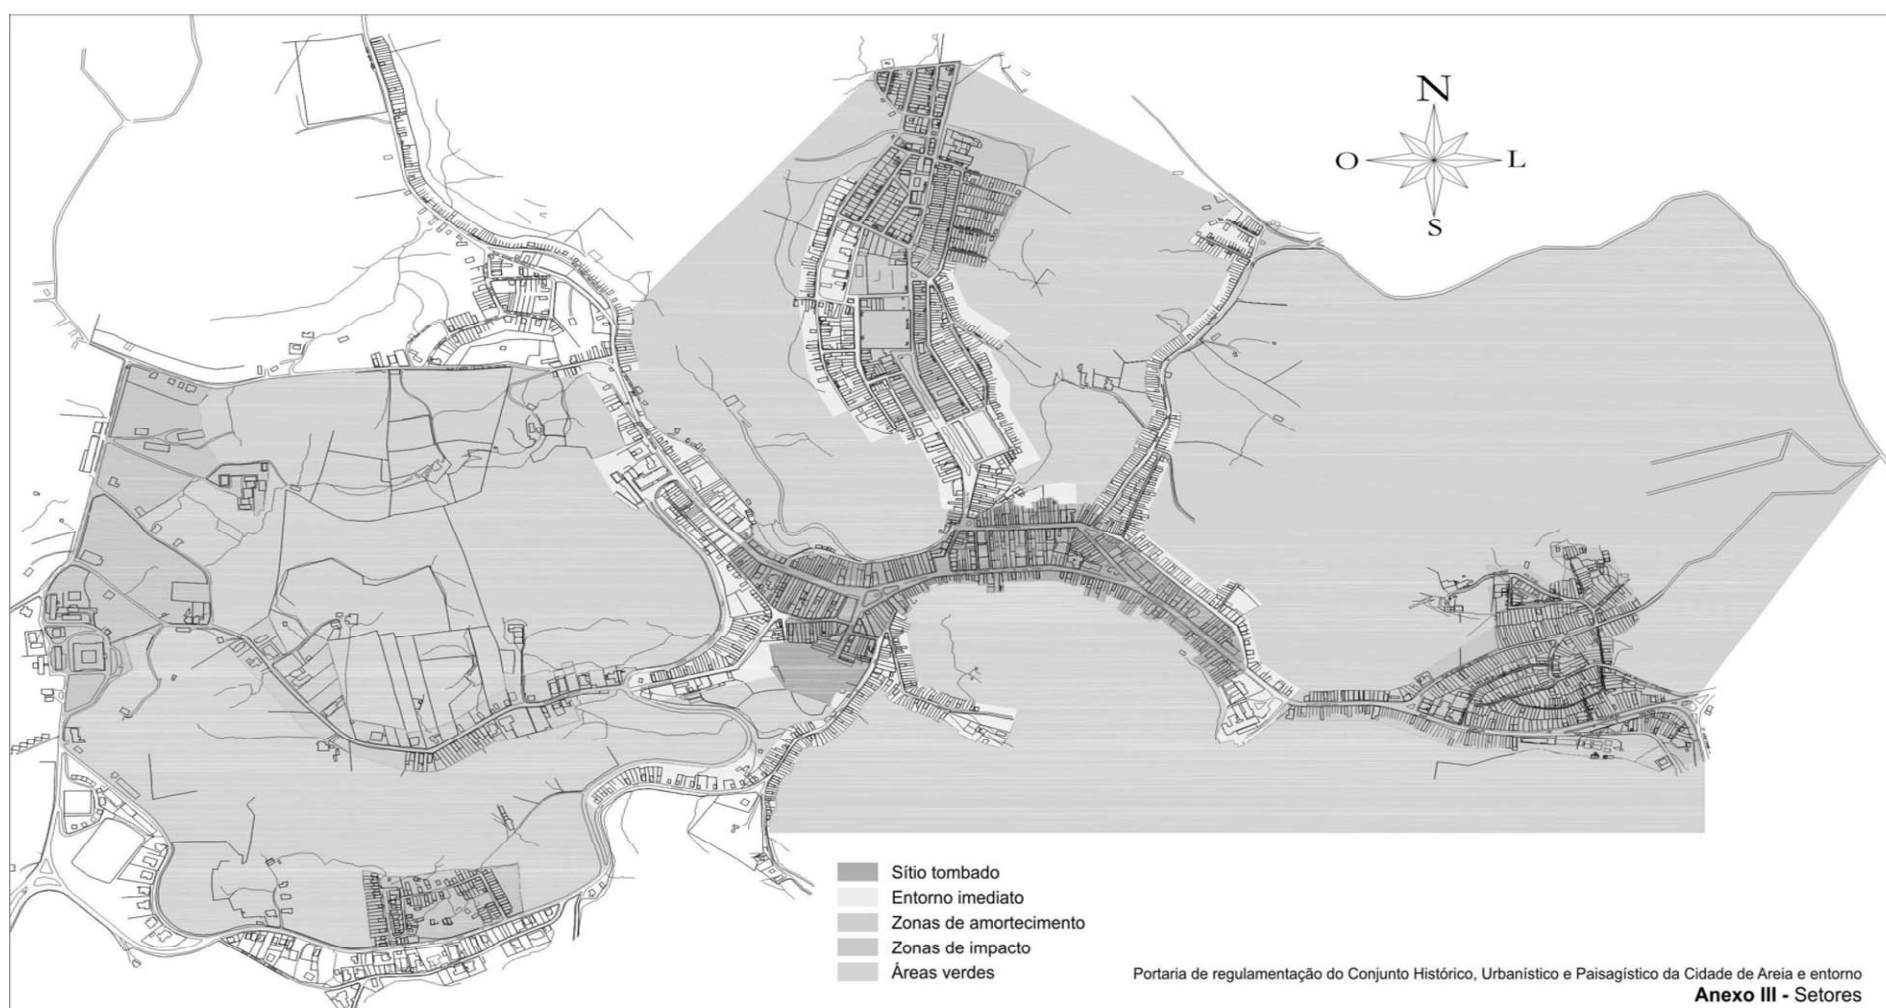 N
O
L
S
Sítio tombado
Entorno imediato
Zonas de amortecimento
Zonas de impacto
Áreas verdes
Portaria de regulamentação do Conjunto Histórico, Urbanístico e Paisagístico da Cidade de Areia e entorno
Anexo III - Setores